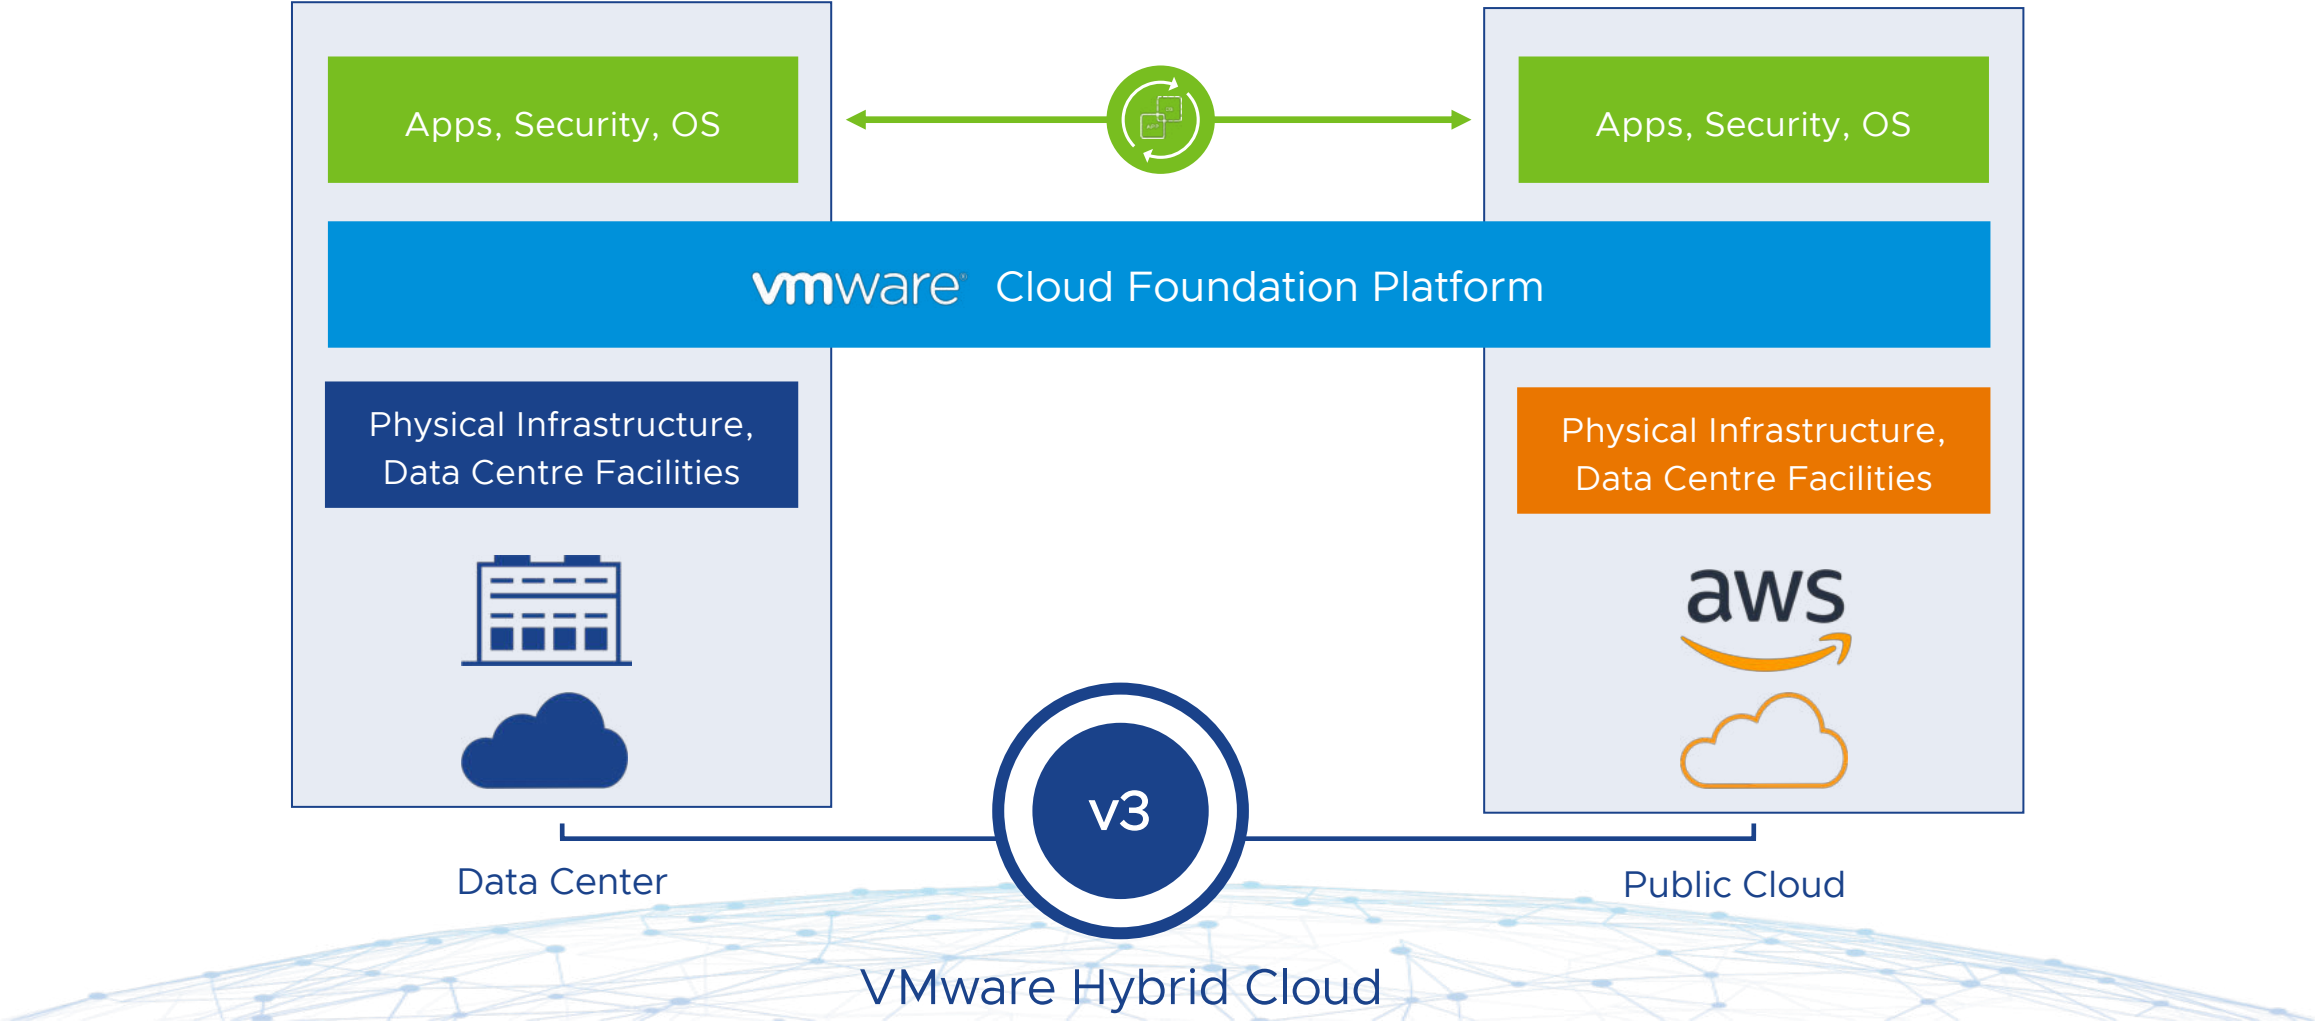 Apps, Security, OS
Apps, Security, OS
vmware® Cloud Foundation Platform
Physical Infrastructure,
Data Centre Facilities
Physical Infrastructure,
Data Centre Facilities
aws
v3
Data Center
Public Cloud
VMware Hybrid Cloud